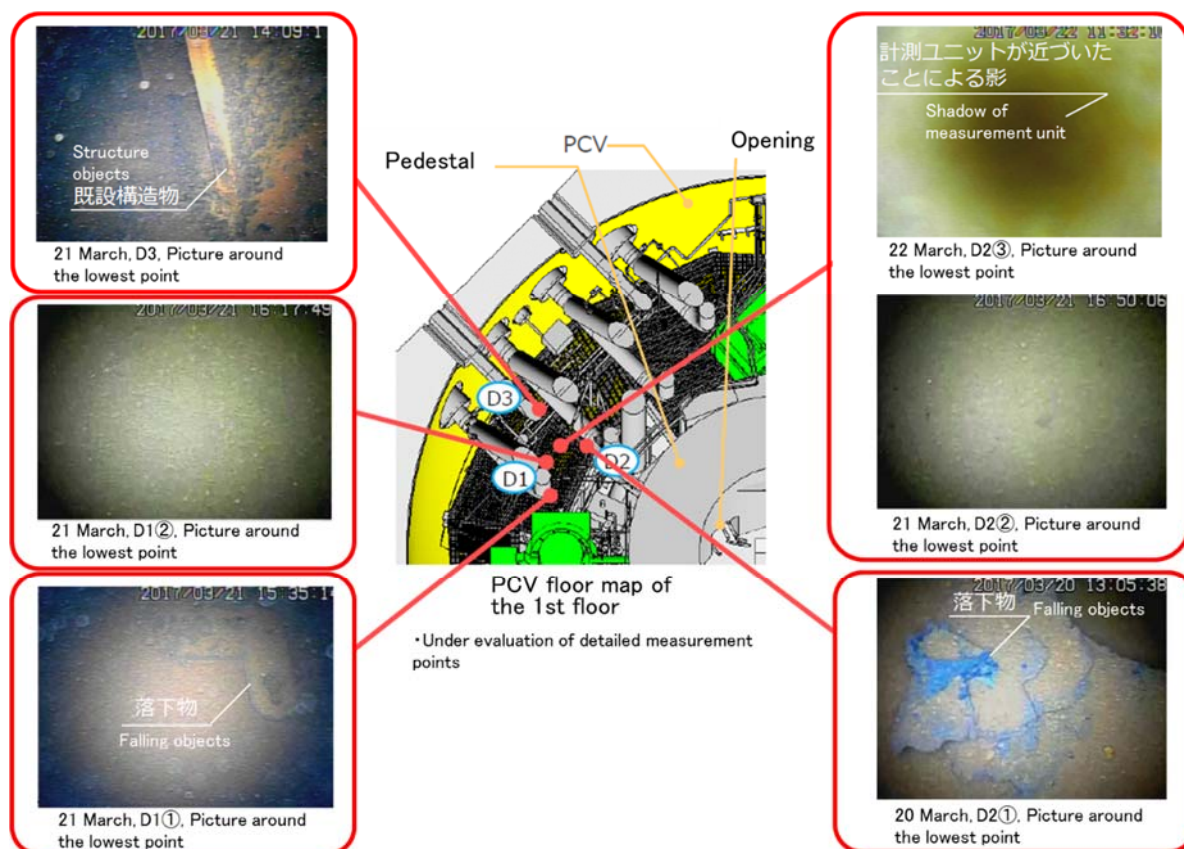 2017/03/21 14:09:1
Structure
objects
既設構造物
21 March, D3, Picture around
the lowest point
2017/03/21 16:17:49
21 March, D1②, Picture around
the lowest point
2017/03/21 15:35:14
落下物
Falling objects
21 March, D1①, Picture around
the lowest point
Pedestal
PCV
Opening
D3
D1
D2
PCV floor map of
the 1st floor
・Under evaluation of detailed measurement
points
2017/03/22 11:32:16
計測ユニットが近づいた
ことによる影
Shadow of
measurement unit
22 March, D2③, Picture around
the lowest point
2017/03/21 16:50:06
21 March, D2②, Picture around
the lowest point
2017/03/20 13:05:38
落下物
Falling objects
20 March, D2①, Picture around
the lowest point